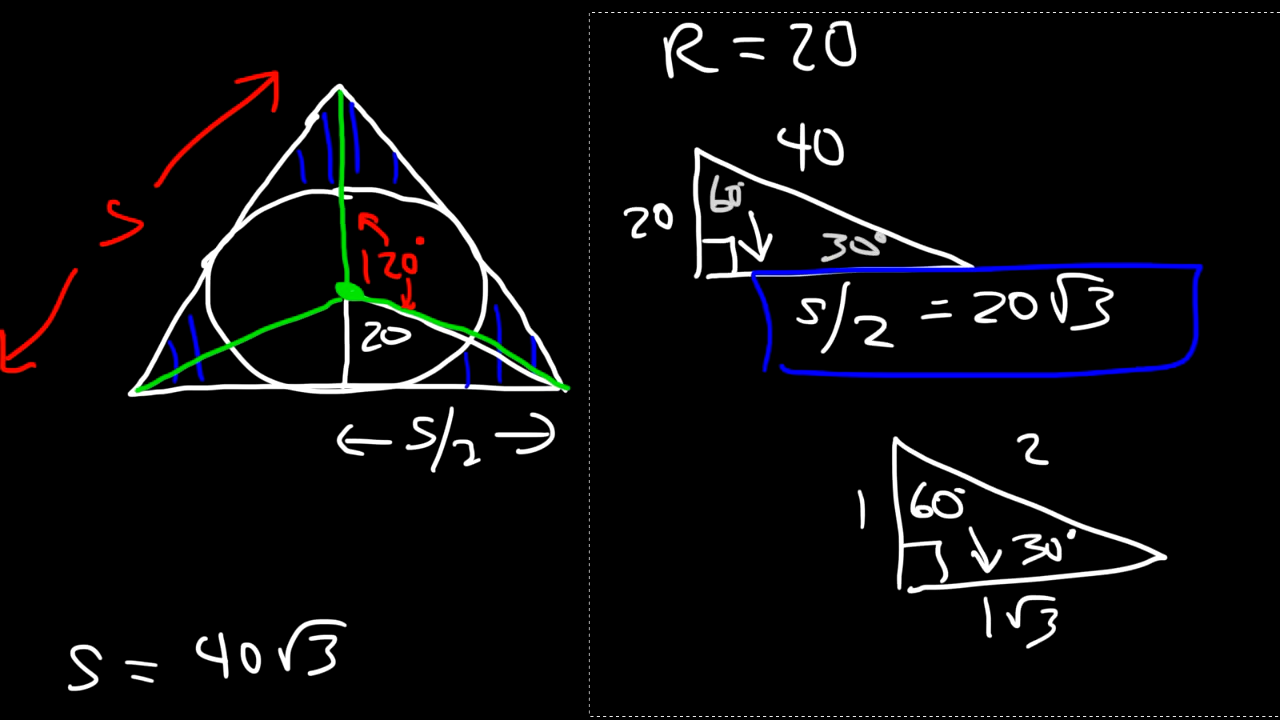 R = 20
S
120°
20
S/2
40
20
60°
30°
S/2 = 20√3
2
1
60°
30°
1√3
S = 40√3